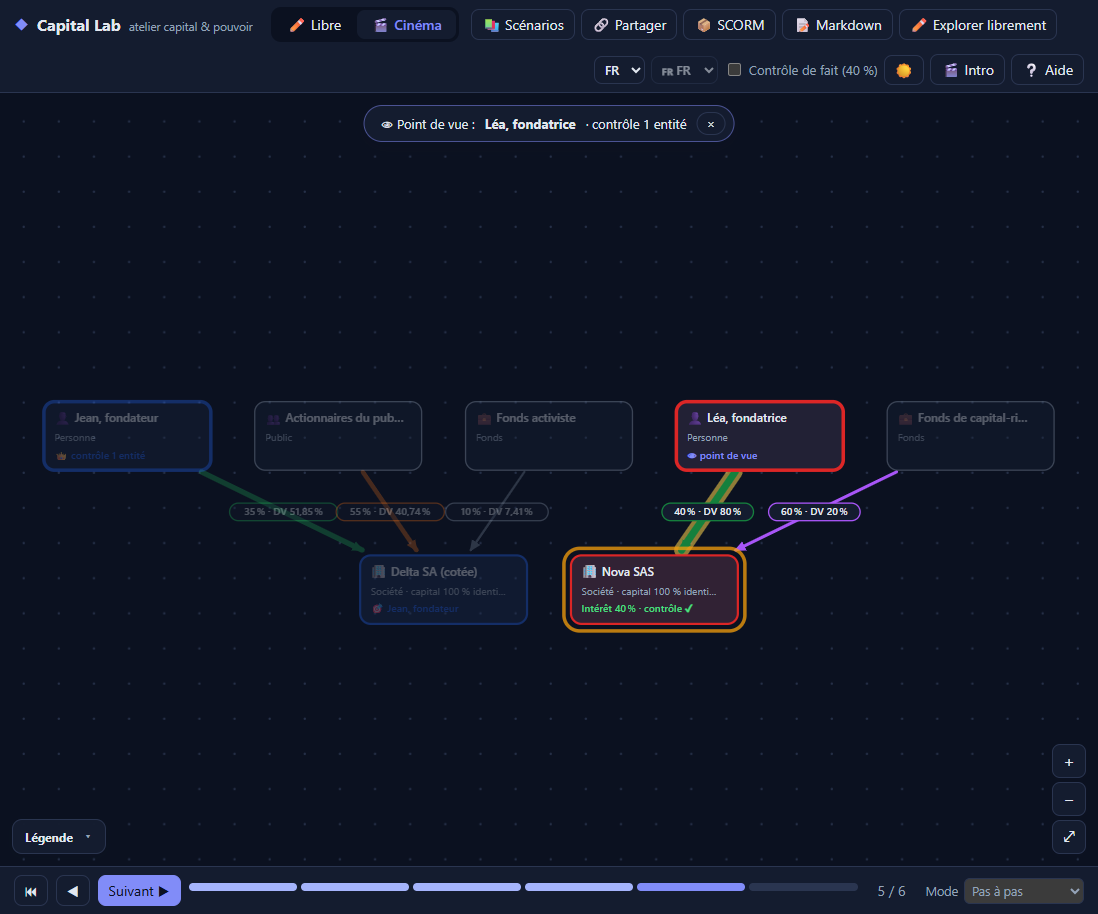 Capital Lab atelier capital & pouvoir Libre Cinéma Scénarios Partager SCORM Markdown Explorer librement
FR FR FR Contrôle de fait (40 %) Intro ? Aide
Point de vue : Léa, fondatrice · contrôle 1 entité ×
Jean, fondateur
Personne
contrôle 1 entité
Actionnaires du pub…
Public
Fonds activiste
Fonds
Léa, fondatrice
Personne
point de vue
Fonds de capital-ri…
Fonds
35 % · DV 51,85 %
55 % · DV 40,74 %
10 % · DV 7,41 %
40 % · DV 80 %
60 % · DV 20 %
Delta SA (cotée)
Société · capital 100 % identi…
Jean, fondateur
Nova SAS
Société · capital 100 % identi…
Intérêt 40 % · contrôle ✓
+
−
Légende
Suivant ▶ 5 / 6 Mode Pas à pas